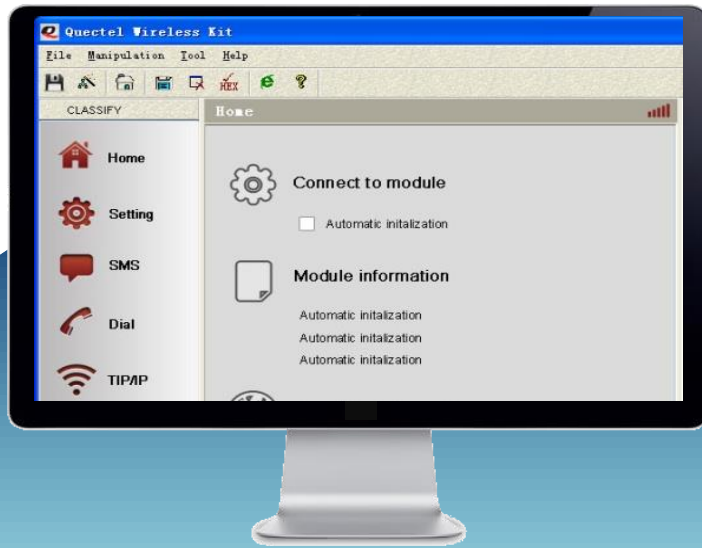 Quectel Wireless Kit
File Manipulation Tool Help
HEX
CLASSIFY
Home
Home
Setting
SMS
Dial
TIP/IP
Connect to module
Automatic initalization
Module information
Automatic initalization
Automatic initalization
Automatic initalization